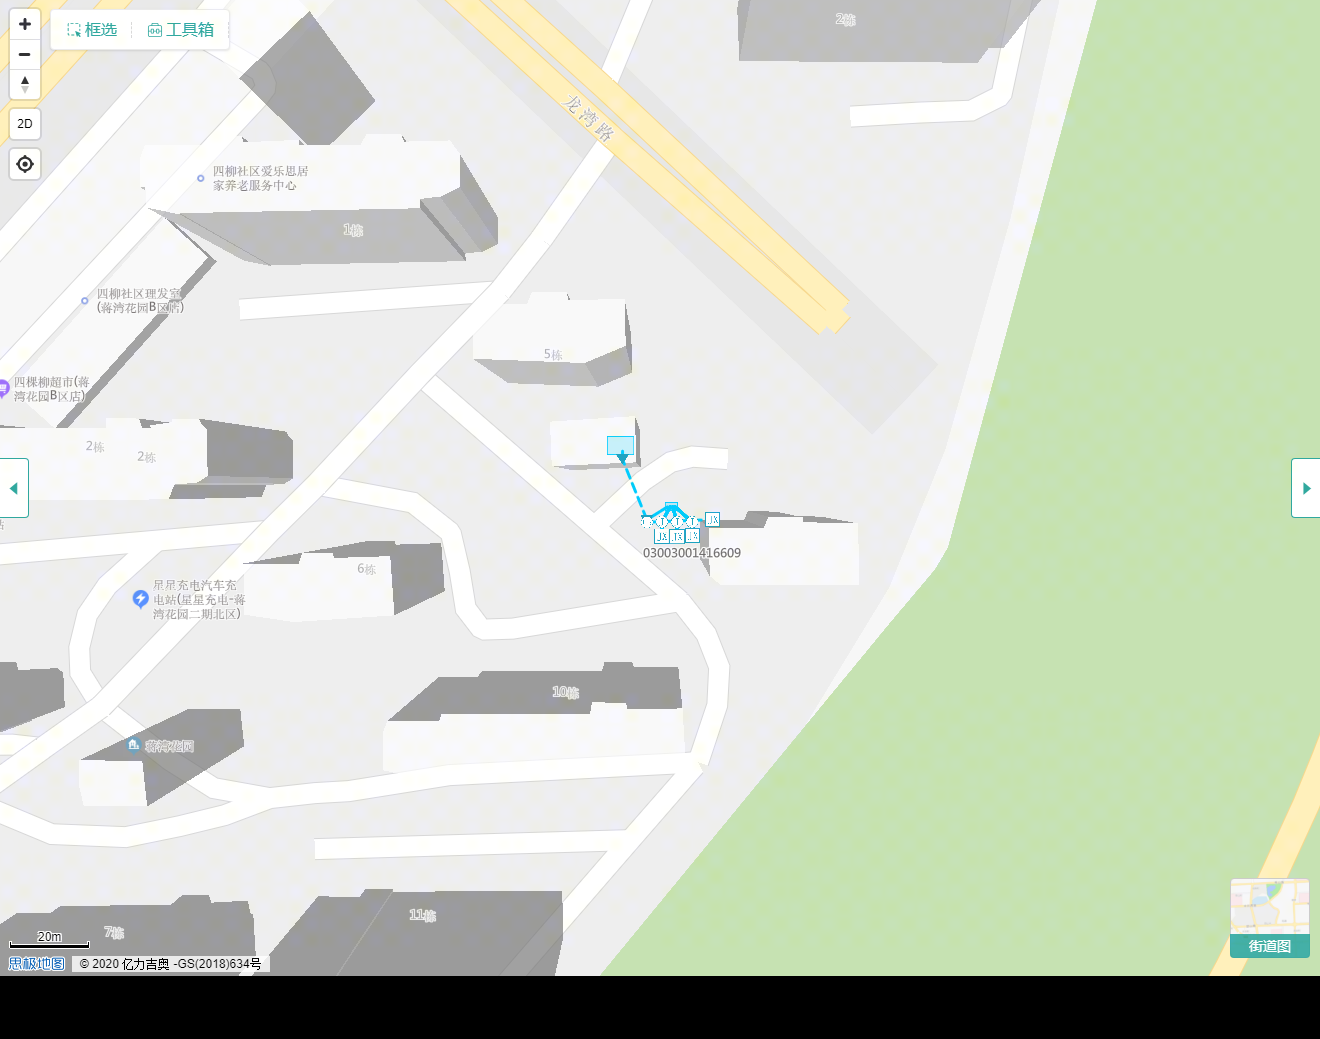 +
框选
工具箱
−
2D
2栋
龙湾路
四柳社区爱乐思居
家养老服务中心
1栋
四柳社区理发室
(蒋湾花园B区店)
5栋
四棵柳超市(蒋
湾花园B区店)
2栋
2栋
站
JX
JX
JX
JX
03003001416609
6栋
星星充电汽车充
电站(星星充电-蒋
湾花园二期北区)
10栋
蒋湾花园
11栋
7栋
20m
思极地图
© 2020 亿力吉奥 -GS(2018)634号
街道图